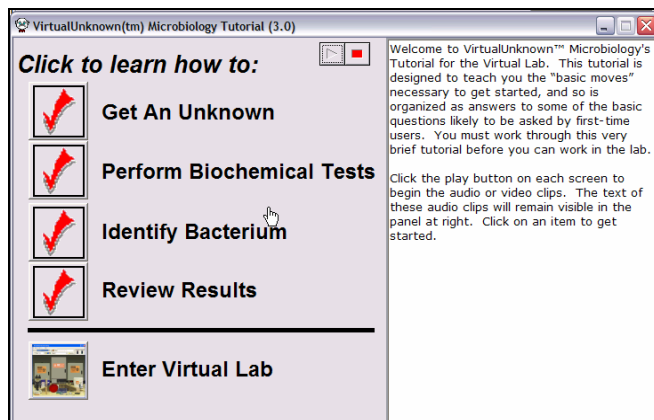 VirtualUnknown(tm) Microbiology Tutorial (3.0)
Click to learn how to:
Get An Unknown
Perform Biochemical Tests
Identify Bacterium
Review Results
Enter Virtual Lab
Welcome to VirtualUnknown™ Microbiology's
Tutorial for the Virtual Lab. This tutorial is
designed to teach you the “basic moves”
necessary to get started, and so is
organized as answers to some of the basic
questions likely to be asked by first-time
users. You must work through this very
brief tutorial before you can work in the lab.
Click the play button on each screen to
begin the audio or video clips. The text of
these audio clips will remain visible in the
panel at right. Click on an item to get
started.